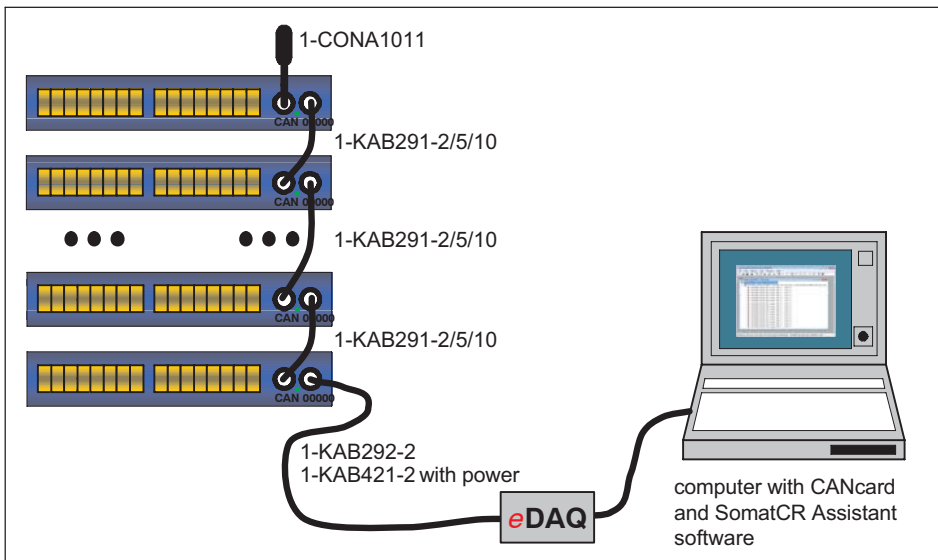 1-CONA1011
CAN 00000
1-KAB291-2/5/10
CAN 00000
1-KAB291-2/5/10
CAN 00000
1-KAB291-2/5/10
CAN 00000
1-KAB292-2
1-KAB421-2 with power
eDAQ
computer with CANcard
and SomatCR Assistant
software